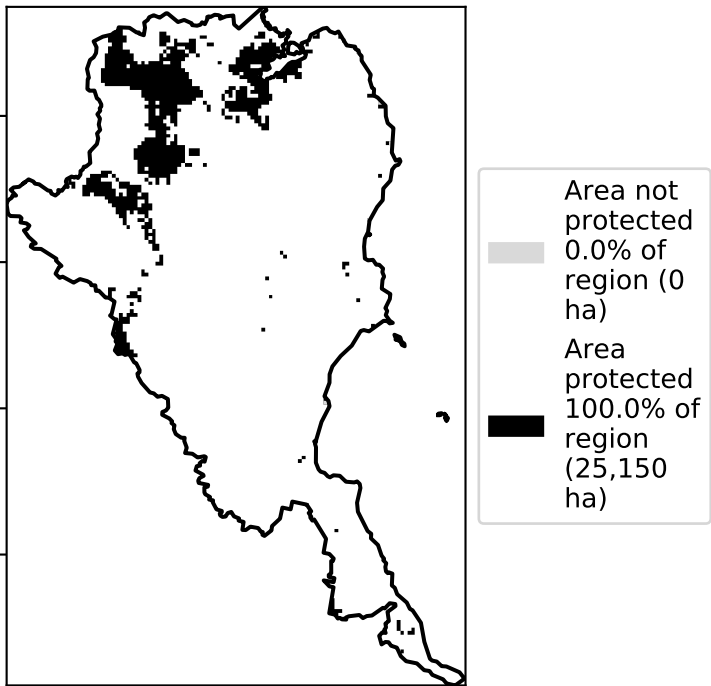 Area not
protected
0.0% of
region (0
ha)
Area
protected
100.0% of
region
(25,150
ha)